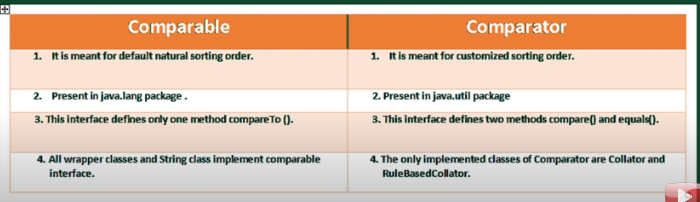 Comparable
Comparator
1. It is meant for default natural sorting order.
1. It is meant for customized sorting order.
2. Present in java.lang package .
2. Present in java.util package
3. This interface defines only one method compareTo ().
3. This interface defines two methods compare() and equals().
4. All wrapper classes and String class implement comparable
interface.
4. The only implemented classes of Comparator are Collator and
RuleBasedCollator.